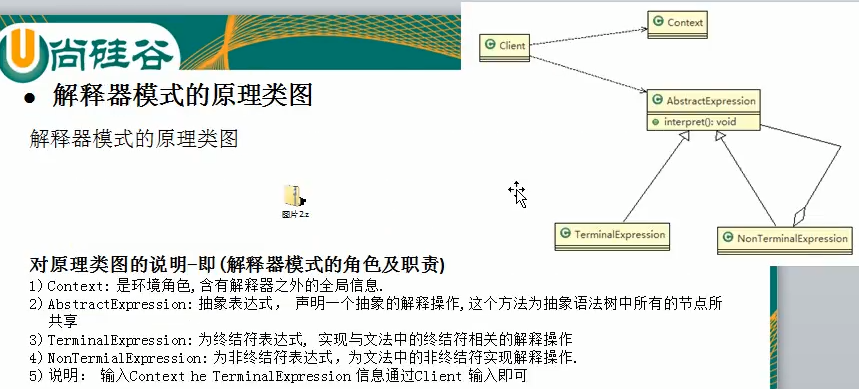 尚硅谷
解释器模式的原理类图
解释器模式的原理类图
图片2.z
Client
Context
AbstractExpression
interpret(): void
TerminalExpression
NonTerminalExpression
对原理类图的说明-即(解释器模式的角色及职责)
1) Context: 是环境角色,含有解释器之外的全局信息.
2) AbstractExpression: 抽象表达式， 声明一个抽象的解释操作,这个方法为抽象语法树中所有的节点所
共享
3) TerminalExpression: 为终结符表达式, 实现与文法中的终结符相关的解释操作
4) NonTermialExpression: 为非终结符表达式，为文法中的非终结符实现解释操作.
5) 说明： 输入Context he TerminalExpression 信息通过Client 输入即可